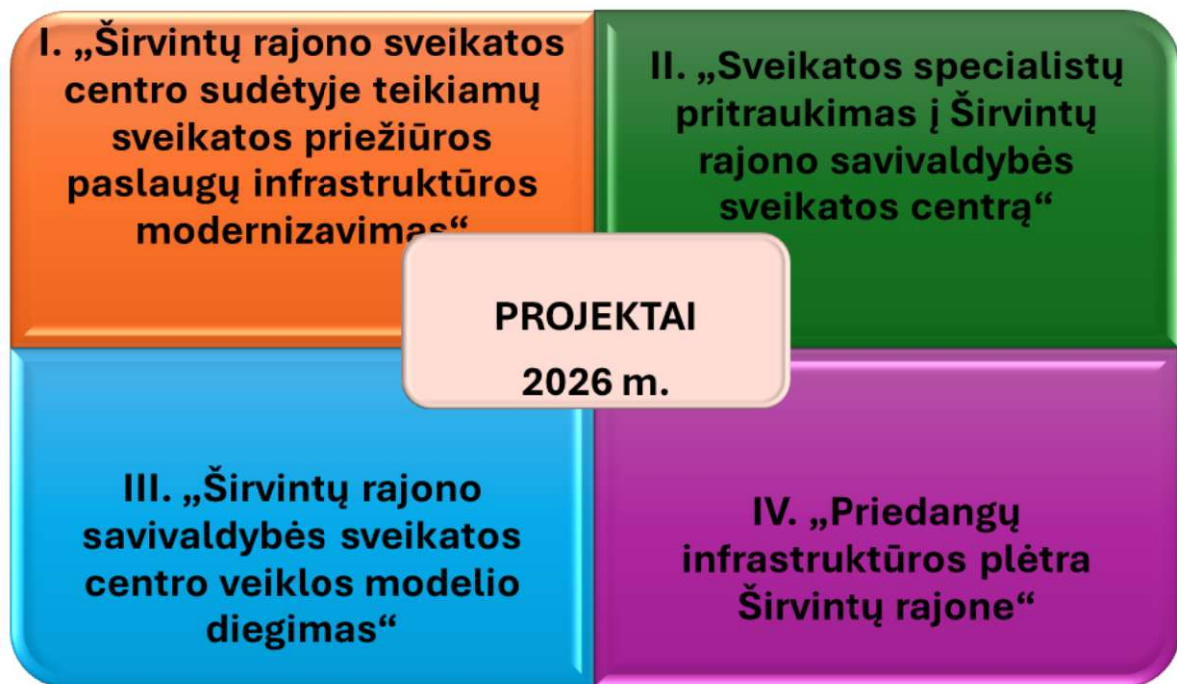 I. „Širvintų rajono sveikatos
centro sudėtyje teikiamų
sveikatos priežiūros
paslaugų infrastruktūros
modernizavimas“
II. „Sveikatos specialistų
pritraukimas į Širvintų
rajono savivaldybės
sveikatos centrą“
PROJEKTAI
2026 m.
III. „Širvintų rajono
savivaldybės sveikatos
centro veiklos modelio
diegimas“
IV. „Priedangų
infrastruktūros plėtra
Širvintų rajone“